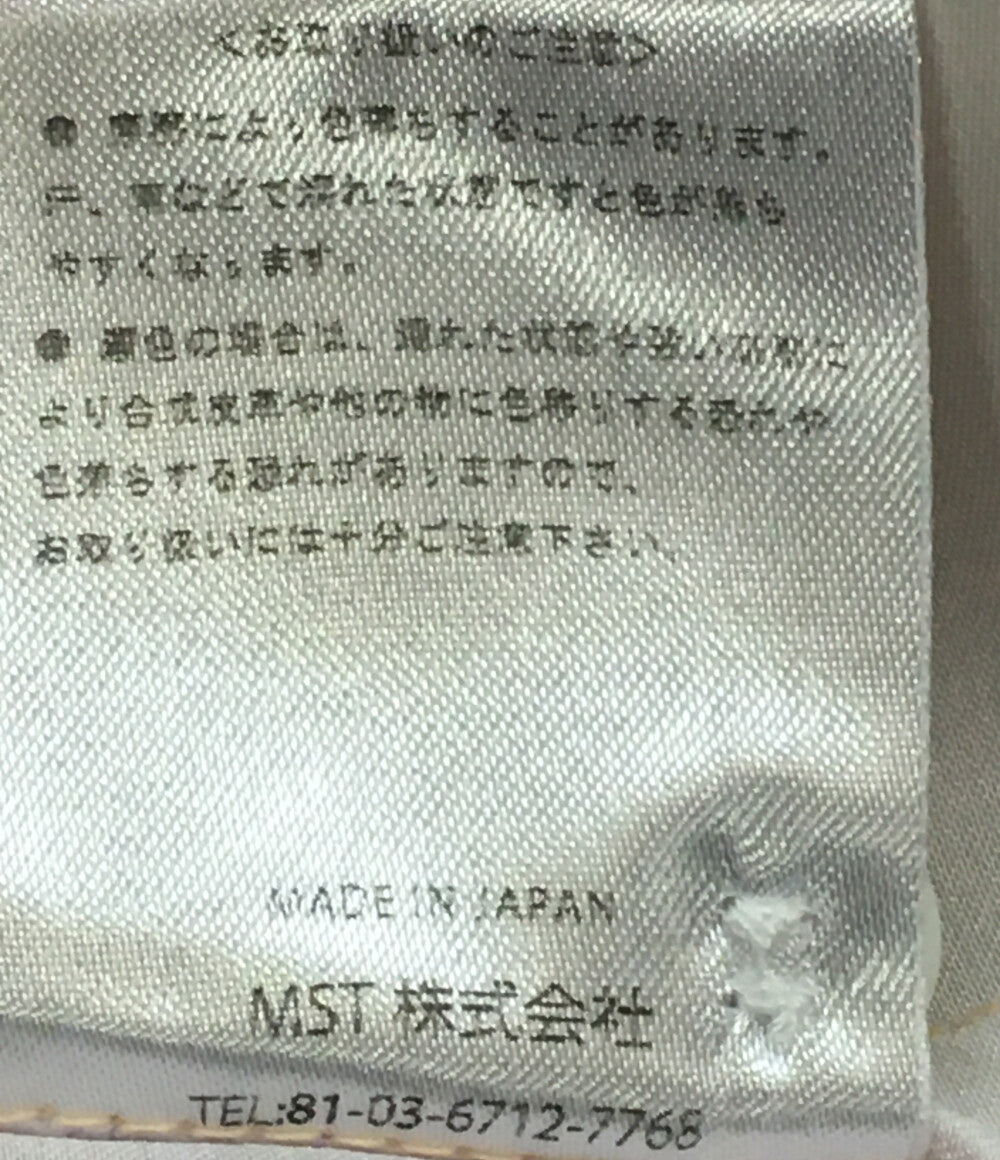 <お取り扱いのご注意>
● 摩擦により色落ちすることがあります。
汗、雨などで濡れた状態ですと色が落ち
やすくなります。
● 濃色の場合は、濡れた状態や強い摩擦に
より合成皮革や他の物に色移りする恐れや
色落ちする恐れがありますので、
お取り扱いには十分ご注意下さい。
MADE IN JAPAN
MST 株式会社
TEL:81-03-6712-7768